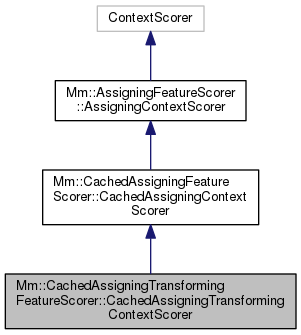 ContextScorer
Mm::AssigningFeatureScorer
::AssigningContextScorer
Mm::CachedAssigningFeature
Scorer::CachedAssigningContext
Scorer
Mm::CachedAssigningTransforming
FeatureScorer::CachedAssigningTransforming
ContextScorer